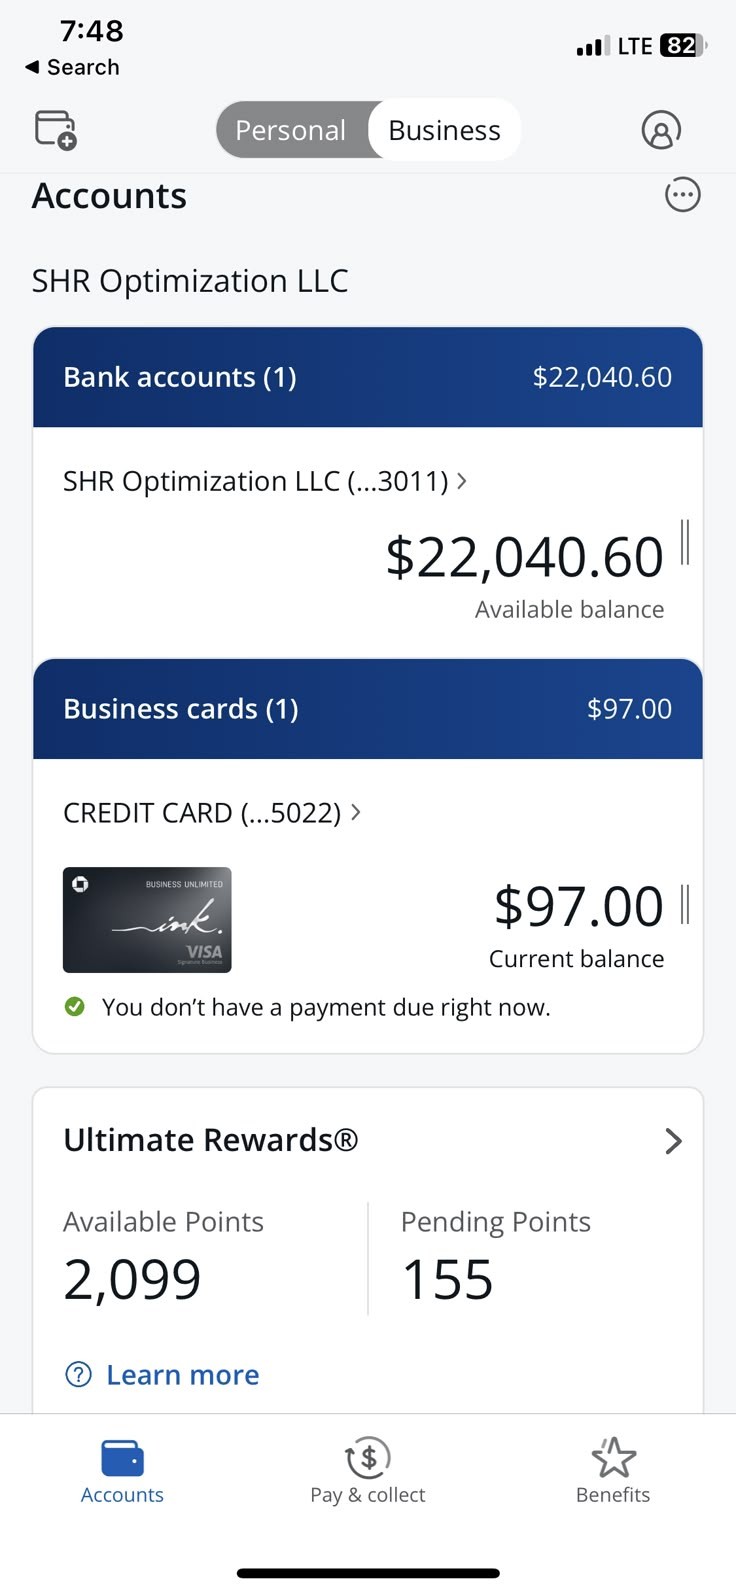 7:48
LTE 82
◀ Search
Personal Business
Accounts
SHR Optimization LLC
Bank accounts (1) $22,040.60
SHR Optimization LLC (...3011) >
$22,040.60
Available balance
Business cards (1) $97.00
CREDIT CARD (...5022) >
BUSINESS UNLIMITED
ink.
VISA
Signature Business
$97.00
Current balance
You don’t have a payment due right now.
Ultimate Rewards®
Available Points Pending Points
2,099 155
Learn more
Accounts Pay & collect Benefits